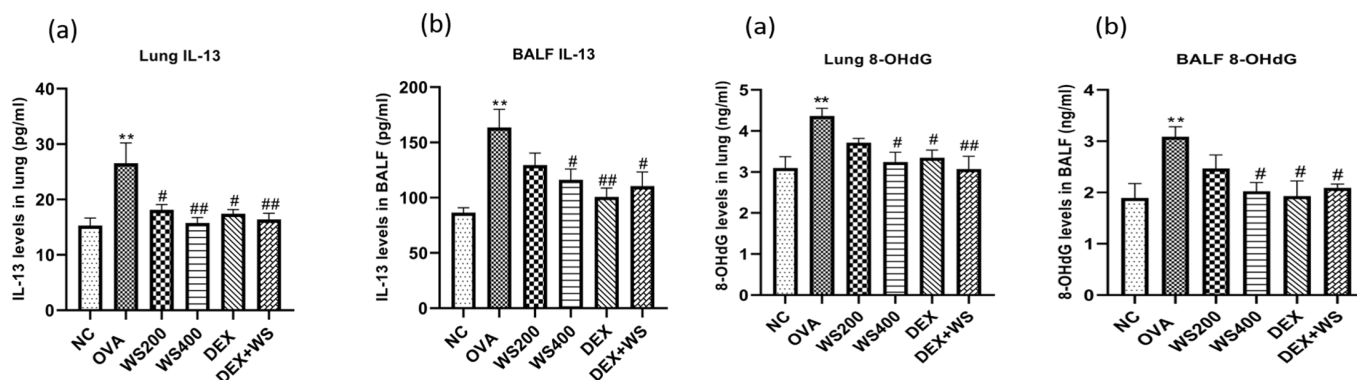 (a)
Lung IL-13
IL-13 levels in lung (pg/ml)
40
30
20
10
0
**
#
##
#
##
NC
OVA
WS200
WS400
DEX
DEX+WS
(b)
BALF IL-13
IL-13 levels in BALF (pg/ml)
200
150
100
50
0
**
#
##
#
NC
OVA
WS200
WS400
DEX
DEX+WS
(a)
Lung 8-OHdG
8-OHdG levels in lung (ng/ml)
5
4
3
2
1
0
**
#
#
##
NC
OVA
WS200
WS400
DEX
DEX+WS
(b)
BALF 8-OHdG
8-OHdG levels in BALF (ng/ml)
4
3
2
1
0
**
#
#
#
NC
OVA
WS200
WS400
DEX
DEX+WS